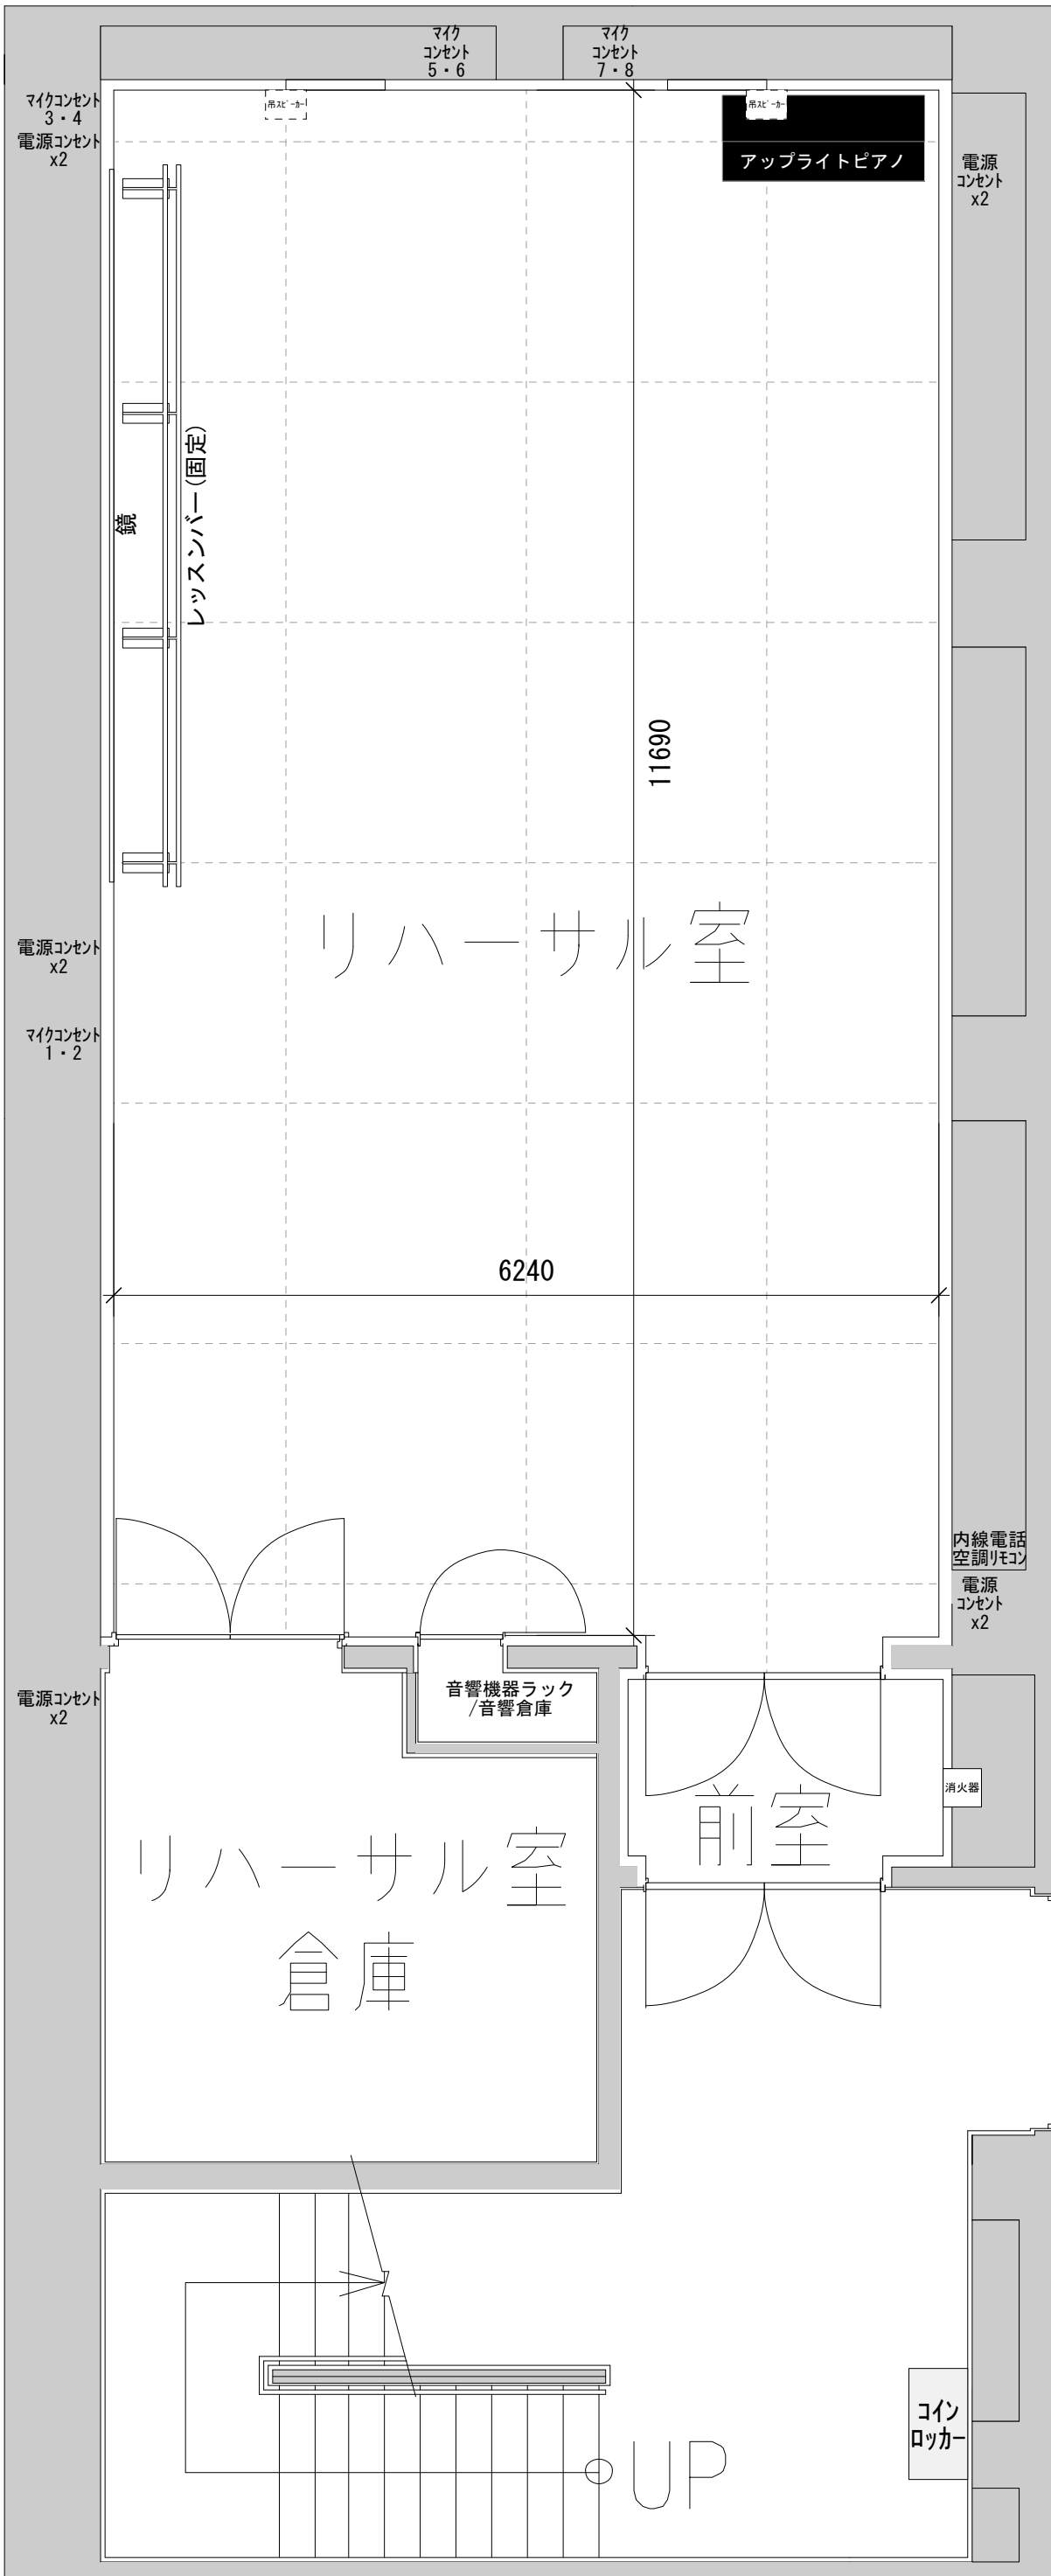 マイク
コンセント
5・6
マイク
コンセント
7・8
マイクコンセント
3・4
電源コンセント
x2
吊スピーカー
吊スピーカー
アップライトピアノ
電源
コンセント
x2
鏡
レッスンバー(固定)
11690
リハーサル室
電源コンセント
x2
マイクコンセント
1・2
6240
内線電話
空調リモコン
電源
コンセント
x2
電源コンセント
x2
音響機器ラック
/音響倉庫
消火器
前室
リハーサル室
倉庫
コイン
ロッカー
UP